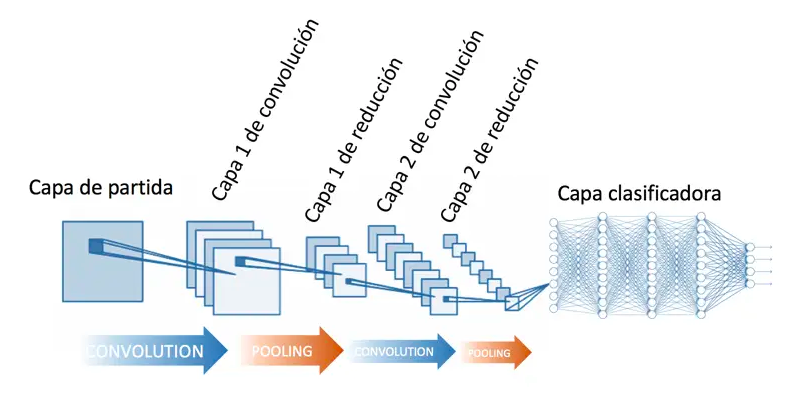 Capa de partida
Capa 1 de convolución
Capa 1 de reducción
Capa 2 de convolución
Capa 2 de reducción
Capa clasificadora
CONVOLUTION
POOLING
CONVOLUTION
POOLING